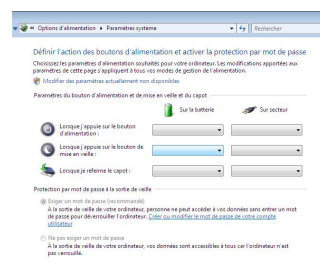 « Options d'alimentation ▸ Paramètres système
Rechercher
Définir l'action des boutons d'alimentation et activer la protection par mot de passe
Choisissez les paramètres d'alimentation souhaités pour votre ordinateur. Les modifications apportées aux
paramètres de cette page s'appliquent à tous vos modes de gestion de l'alimentation.
Modifier des paramètres actuellement non disponibles
Paramètres du bouton d'alimentation et de mise en veille et du capot
Sur la batterie
Sur secteur
Lorsque j'appuie sur le bouton
d'alimentation :
Lorsque j'appuie sur le bouton de
mise en veille :
Lorsque je referme le capot :
Protection par mot de passe à la sortie de veille
Exiger un mot de passe (recommandé)
À la sortie de veille de votre ordinateur, personne ne peut accéder à vos données sans entrer un mot
de passe pour déverrouiller l'ordinateur. Créer ou modifier le mot de passe de votre compte
utilisateur
Ne pas exiger un mot de passe
À la sortie de veille de votre ordinateur, vos données sont accessibles à tous car l'ordinateur n'est
pas verrouillé.